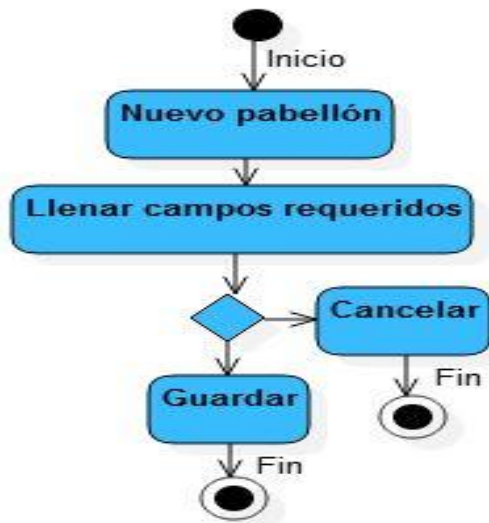 Inicio
Nuevo pabellón
Llenar campos requeridos
Cancelar
Fin
Guardar
Fin